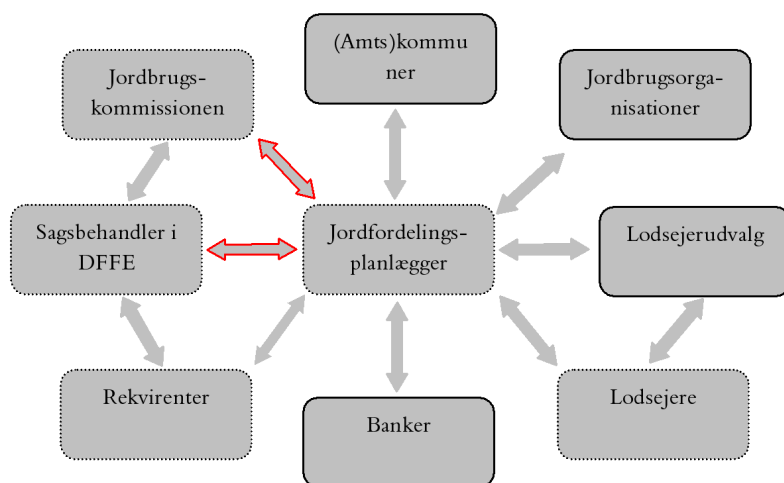 (Amts)kommu
ner
Jordbrugs-
kommissionen
Jordbrugsorga-
nisationer
Sagsbehandler i
DFFE
Jordfordelings-
planlægger
Lodsejerudvalg
Rekvirenter
Banker
Lodsejere